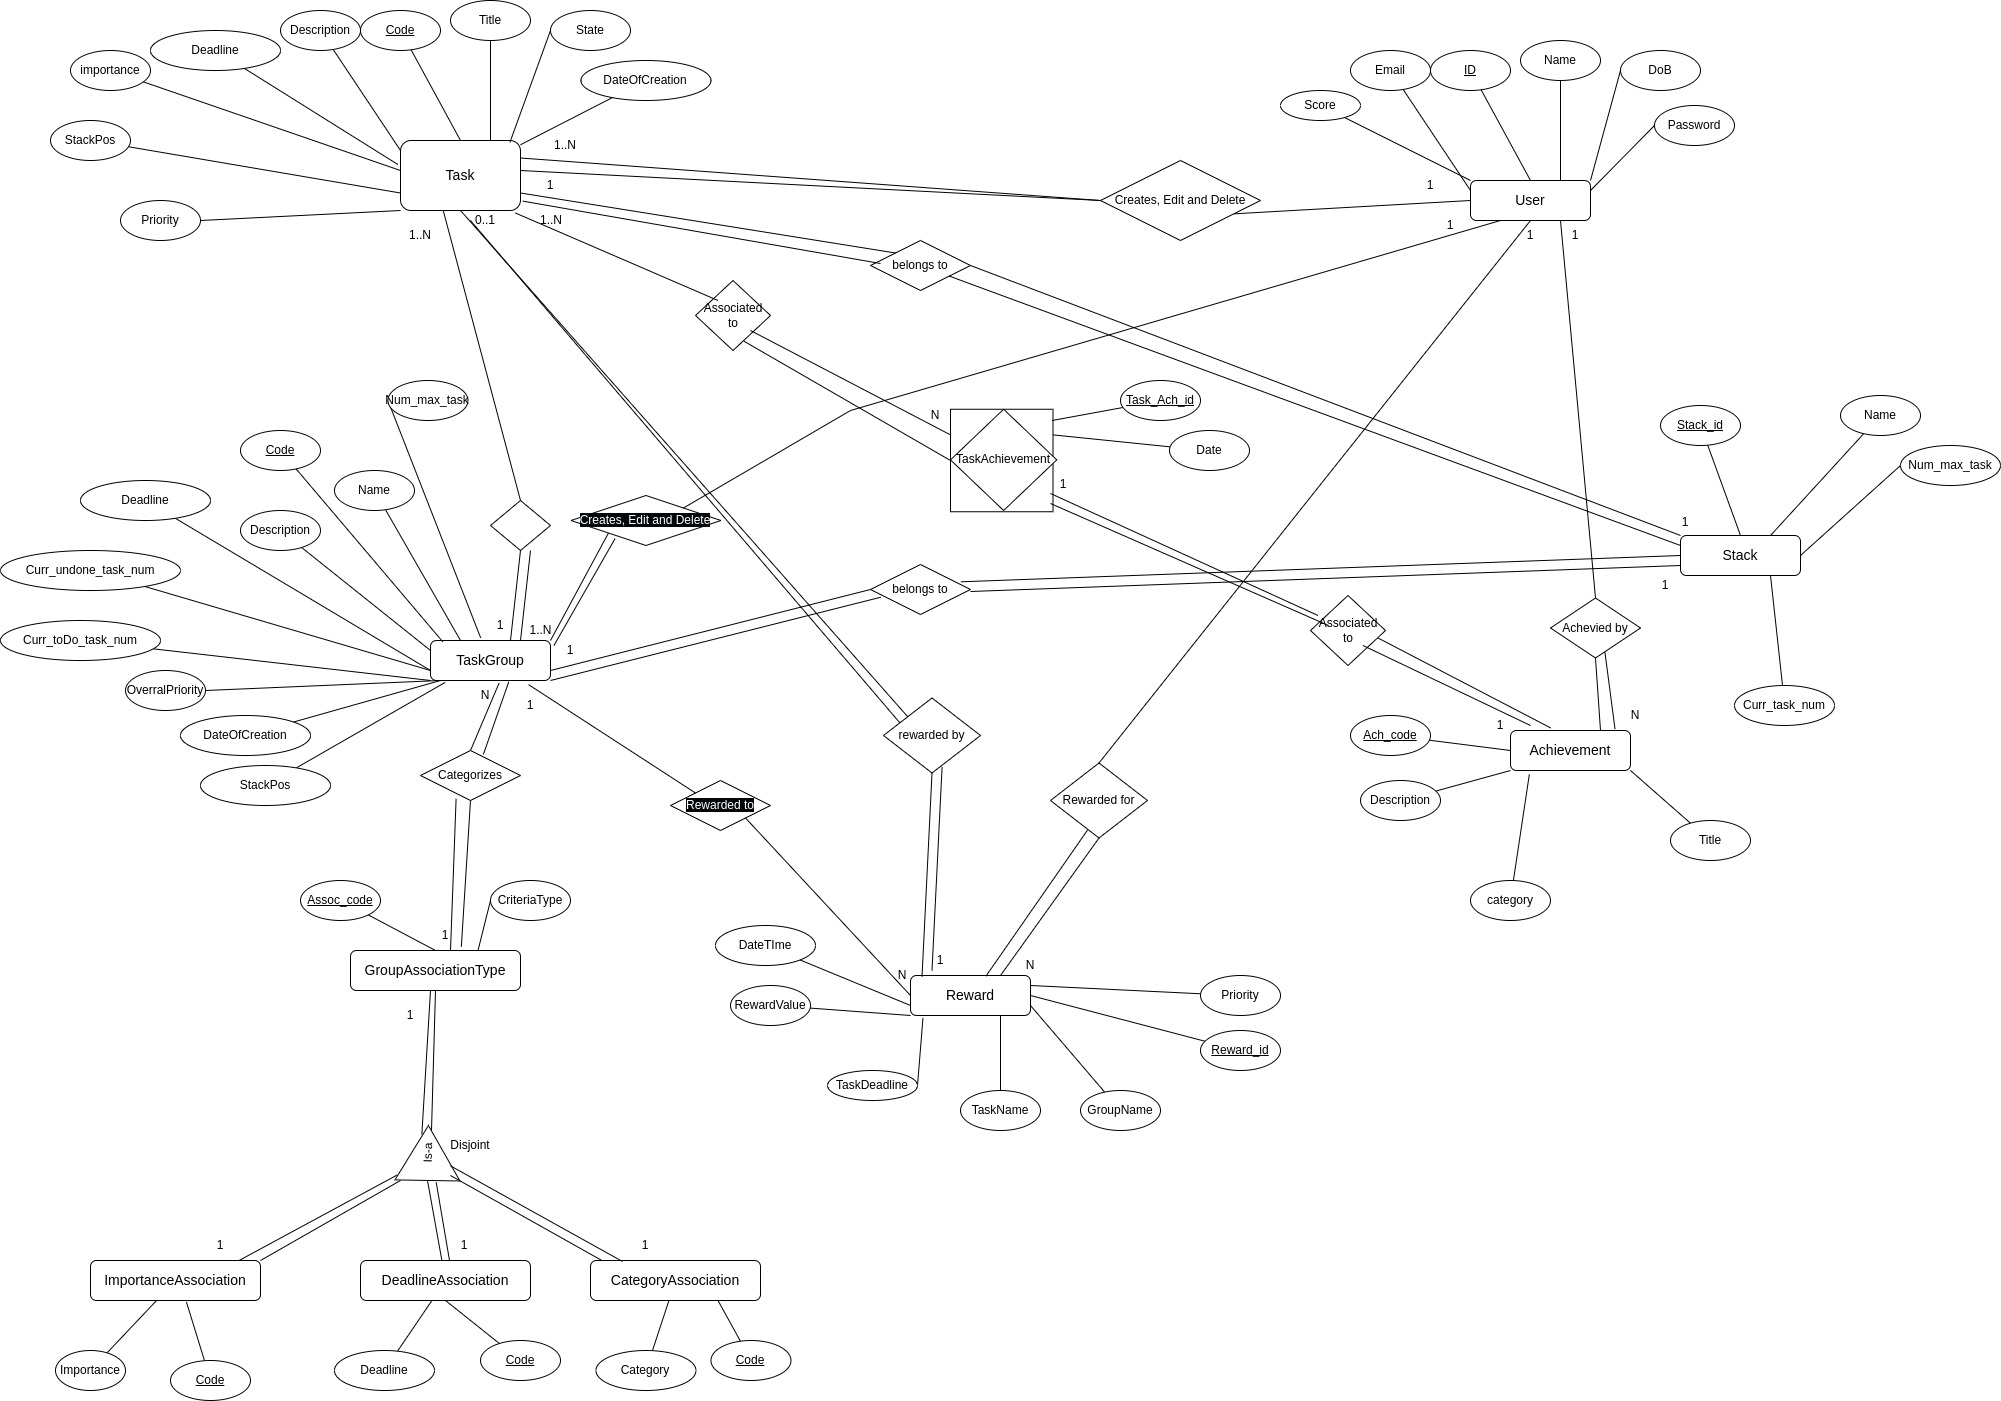 Title
Description
Code
State
Deadline
importance
DateOfCreation
StackPos
Priority
Task
1..N
1
1..N
0..1
1..N
Name
Email
ID
DoB
Score
Password
User
1
1
1
1
Creates, Edit and Delete
belongs to
Associated
to
Num_max_task
Code
Name
Deadline
Description
Curr_undone_task_num
Curr_toDo_task_num
OverralPriority
DateOfCreation
StackPos
TaskGroup
1
1..N
1
N
1
Creates, Edit and Delete
N
TaskAchievement
Task_Ach_id
Date
1
Stack_id
Name
Num_max_task
1
Stack
1
Curr_task_num
belongs to
Associated
to
Achevied by
N
1
Achievement
Ach_code
Description
category
Title
Categorizes
Rewarded to
rewarded by
Rewarded for
Assoc_code
CriteriaType
1
GroupAssociationType
1
DateTIme
RewardValue
N
1
N
Reward
Priority
Reward_id
TaskDeadline
TaskName
GroupName
Is-a
Disjoint
1
1
1
ImportanceAssociation
DeadlineAssociation
CategoryAssociation
Importance
Code
Deadline
Code
Category
Code